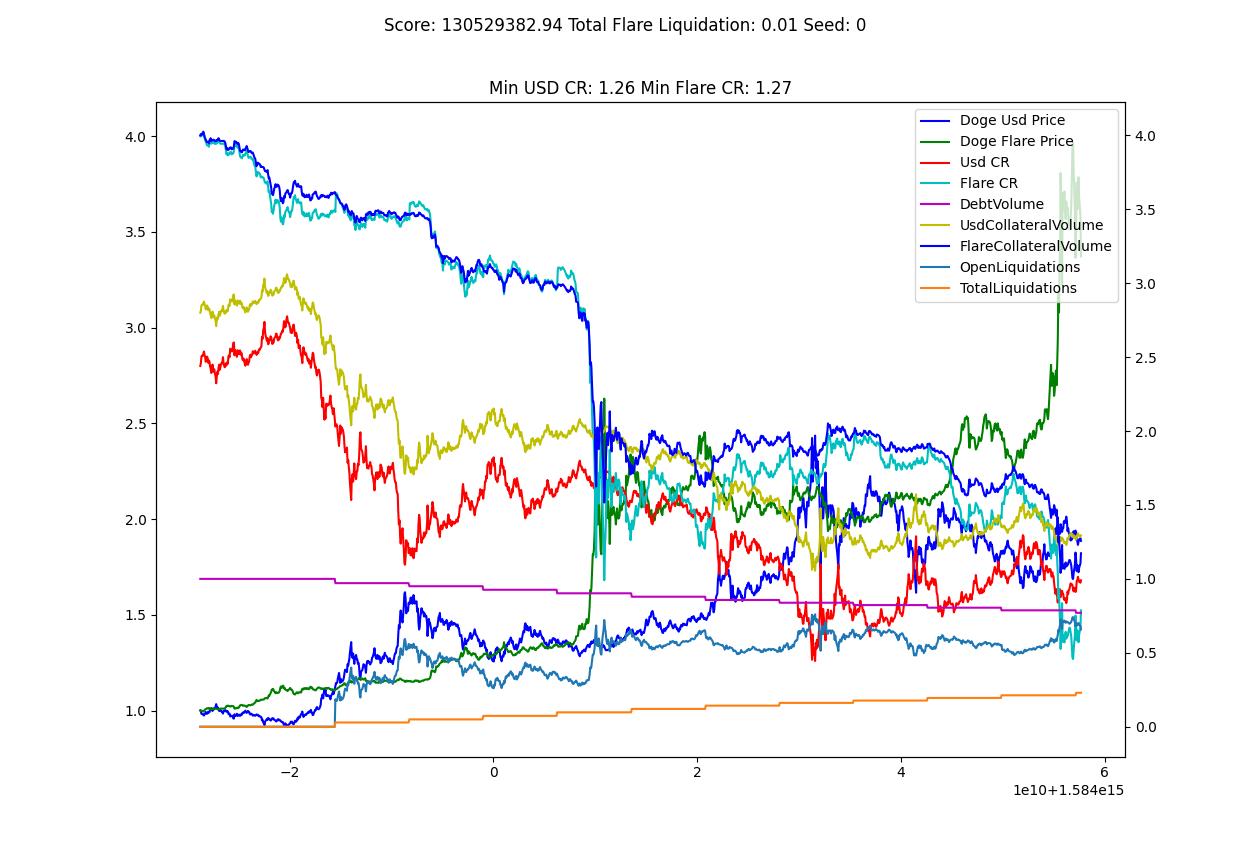 Score: 130529382.94 Total Flare Liquidation: 0.01 Seed: 0
Min USD CR: 1.26 Min Flare CR: 1.27
4.0
3.5
3.0
2.5
2.0
1.5
1.0
Doge Usd Price
Doge Flare Price
Usd CR
Flare CR
DebtVolume
UsdCollateralVolume
FlareCollateralVolume
OpenLiquidations
TotalLiquidations
4.0
3.5
3.0
2.5
2.0
1.5
1.0
0.5
0.0
−2 0 2 4 6
1e10+1.584e15